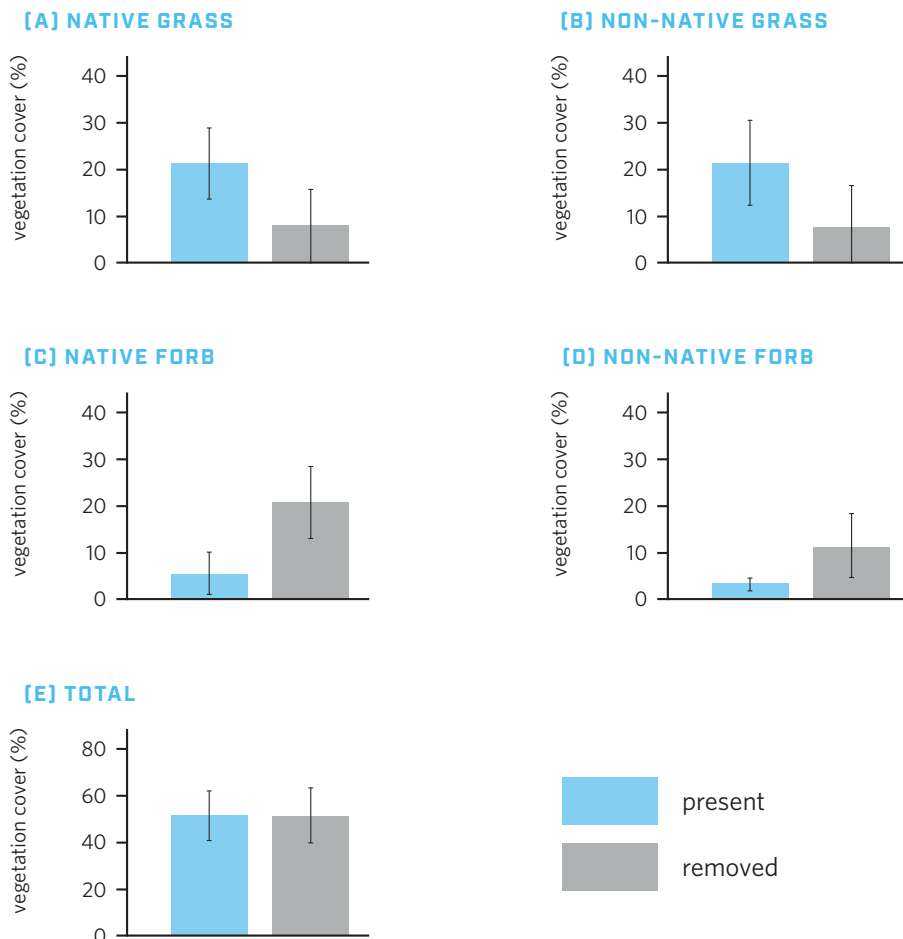 [A] NATIVE GRASS
vegetation cover (%)
40
30
20
10
0
[B] NON-NATIVE GRASS
vegetation cover (%)
40
30
20
10
0
[C] NATIVE FORB
vegetation cover (%)
40
30
20
10
0
[D] NON-NATIVE FORB
vegetation cover (%)
40
30
20
10
0
[E] TOTAL
vegetation cover (%)
80
60
40
20
0
present
removed